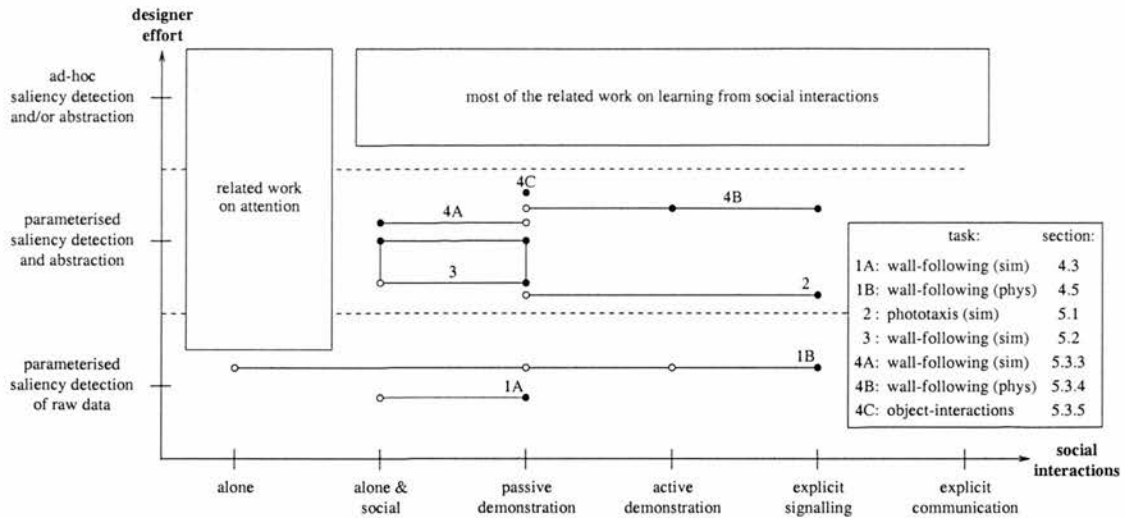 designer
effort
ad-hoc
saliency detection
and/or abstraction
most of the related work on learning from social interactions
related work
on attention
4C
4A
4B
parameterised
saliency detection
and abstraction
3
2
task: section:
1A: wall-following (sim) 4.3
1B: wall-following (phys) 4.5
2 : phototaxis (sim) 5.1
3 : wall-following (sim) 5.2
4A: wall-following (sim) 5.3.3
4B: wall-following (phys) 5.3.4
4C: object-interactions 5.3.5
parameterised
saliency detection
of raw data
1B
1A
social
interactions
alone
alone &
social
passive
demonstration
active
demonstration
explicit
signalling
explicit
communication